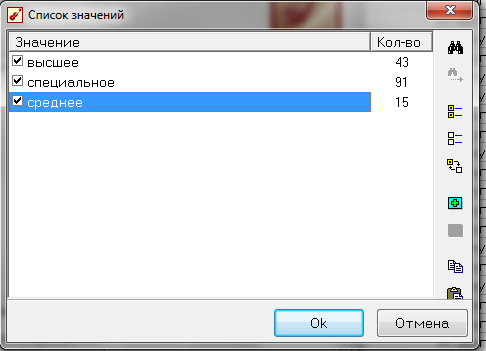 Список значений
Значение Кол-во
высшее 43
специальное 91
среднее 15
Ok Отмена